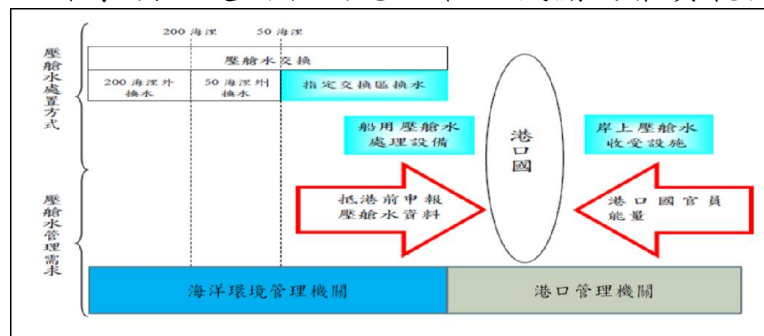 200 海浬
50 海浬
壓艙水處置方式
壓艙水交換
200 海浬外
換水
50 海浬外
換水
指定交換區換水
船用壓艙水
處理設備
港口國
岸上壓艙水
收受設施
壓艙水管理需求
抵港前申報
壓艙水資料
港口國官員
能量
海洋環境管理機關
港口管理機關